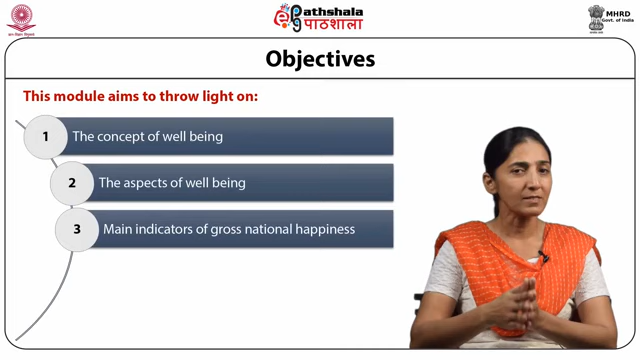 epathshala
पाठशाला
MHRD
Govt. of India
Objectives
This module aims to throw light on:
1 The concept of well being
2 The aspects of well being
3 Main indicators of gross national happiness